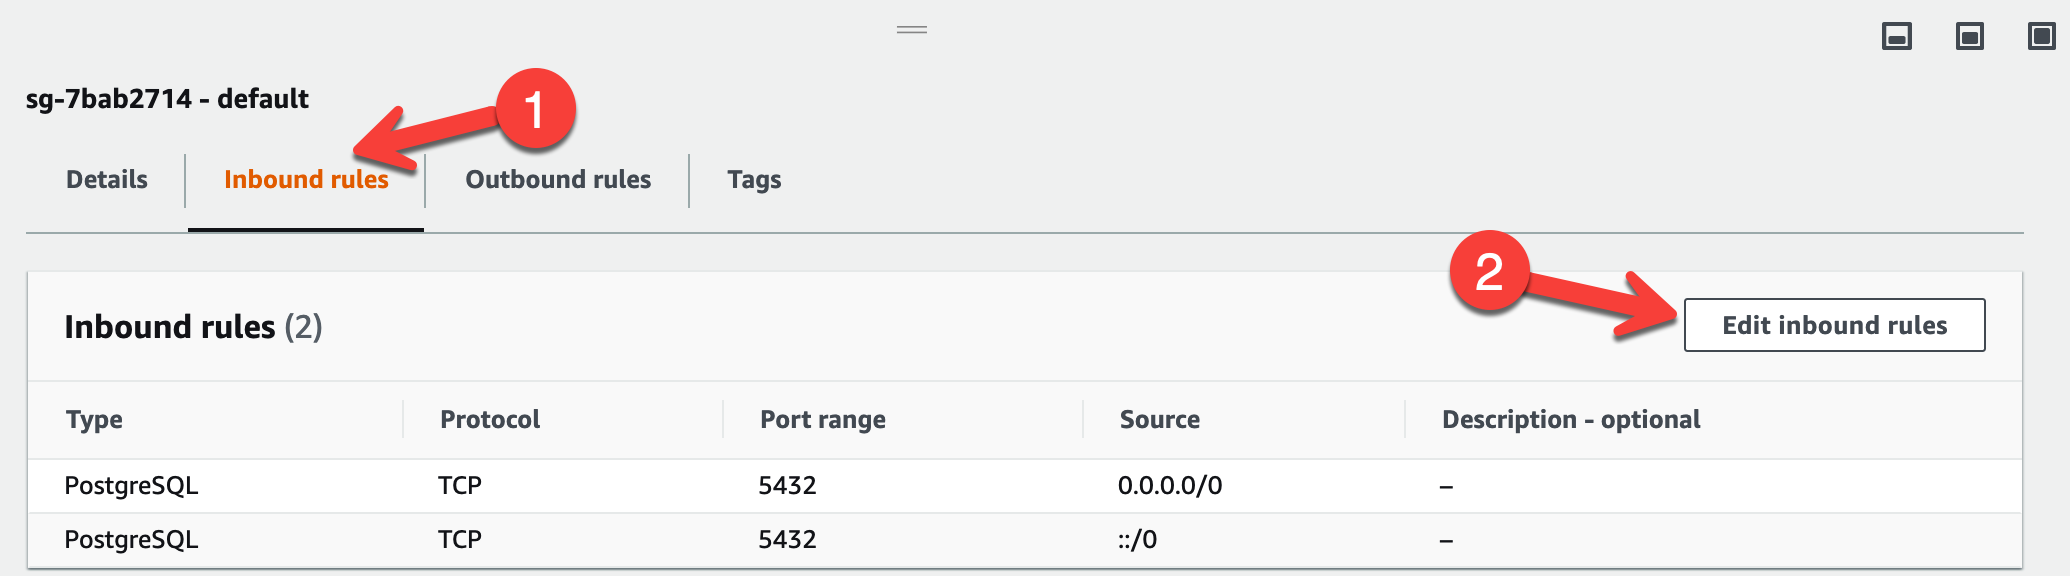 sg-7bab2714 - default
1
Details Inbound rules Outbound rules Tags
2
Inbound rules (2) Edit inbound rules
Type Protocol Port range Source Description - optional
PostgreSQL TCP 5432 0.0.0.0/0 –
PostgreSQL TCP 5432 ::/0 –